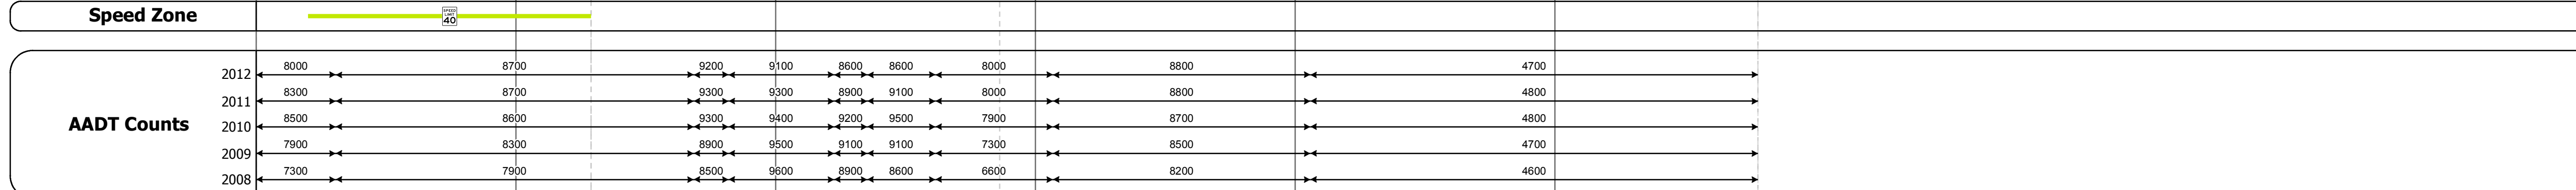 Speed Zone
SPEED LIMIT 40
AADT Counts
2012 8000 8700 9200 9100 8600 8600 8000 8800 4700
2011 8300 8700 9300 9300 8900 9100 8000 8800 4800
2010 8500 8600 9300 9400 9200 9500 7900 8700 4800
2009 7900 8300 8900 9500 9100 9100 7300 8500 4700
2008 7300 7900 8500 9600 8900 8600 6600 8200 4600